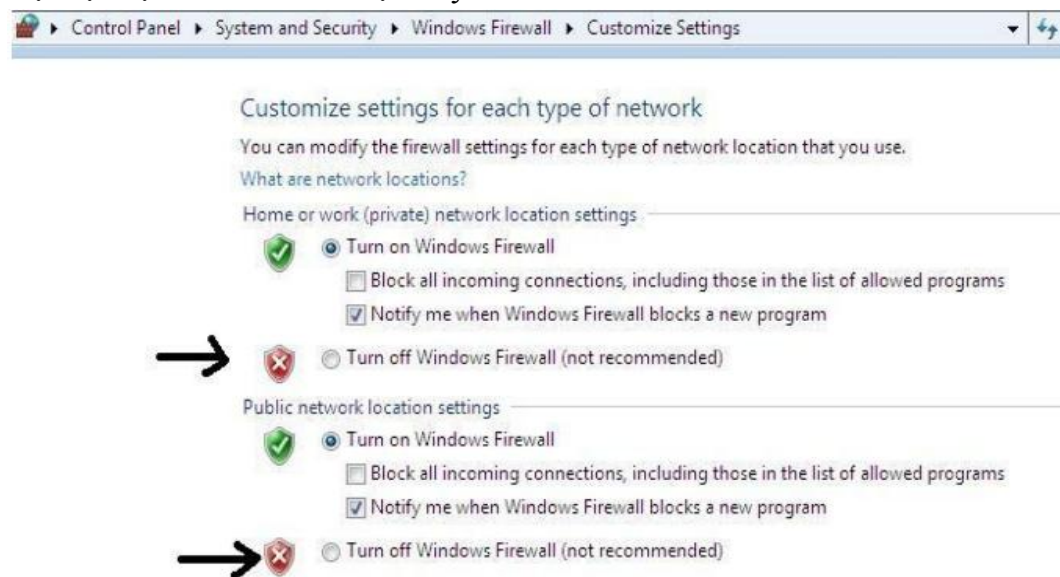 Control Panel ▸ System and Security ▸ Windows Firewall ▸ Customize Settings
Customize settings for each type of network
You can modify the firewall settings for each type of network location that you use.
What are network locations?
Home or work (private) network location settings
Turn on Windows Firewall
Block all incoming connections, including those in the list of allowed programs
Notify me when Windows Firewall blocks a new program
Turn off Windows Firewall (not recommended)
Public network location settings
Turn on Windows Firewall
Block all incoming connections, including those in the list of allowed programs
Notify me when Windows Firewall blocks a new program
Turn off Windows Firewall (not recommended)